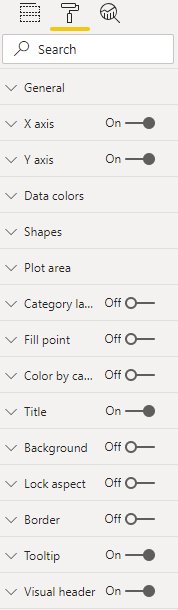 Search
General
X axis On
Y axis On
Data colors
Shapes
Plot area
Category la... Off
Fill point Off
Color by ca... Off
Title On
Background Off
Lock aspect Off
Border Off
Tooltip On
Visual header On